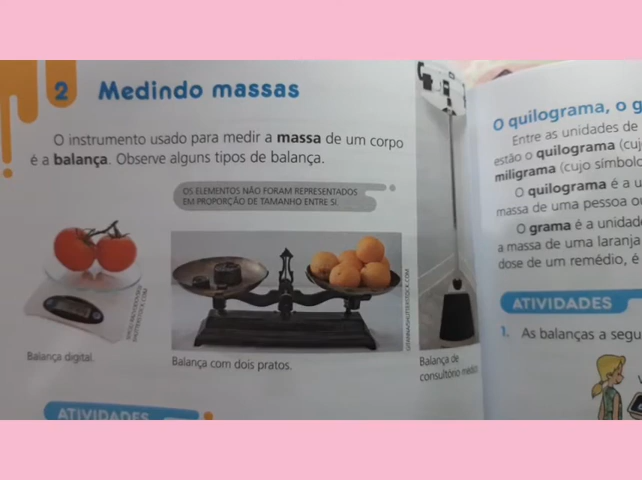 2 Medindo massas
O instrumento usado para medir a massa de um corpo
é a balança. Observe alguns tipos de balança.
OS ELEMENTOS NÃO FORAM REPRESENTADOS
EM PROPORÇÃO DE TAMANHO ENTRE SI.
Balança digital.
Balança com dois pratos.
Balança de
consultório
ATIVIDADES
O quilograma, o g
Entre as unidades de
estão o quilograma (cuj
miligrama (cujo símbolo
O quilograma é a u
massa de uma pessoa ou
O grama é a unidad
a massa de uma laranja
dose de um remédio, é
ATIVIDADES
1. As balanças a segu